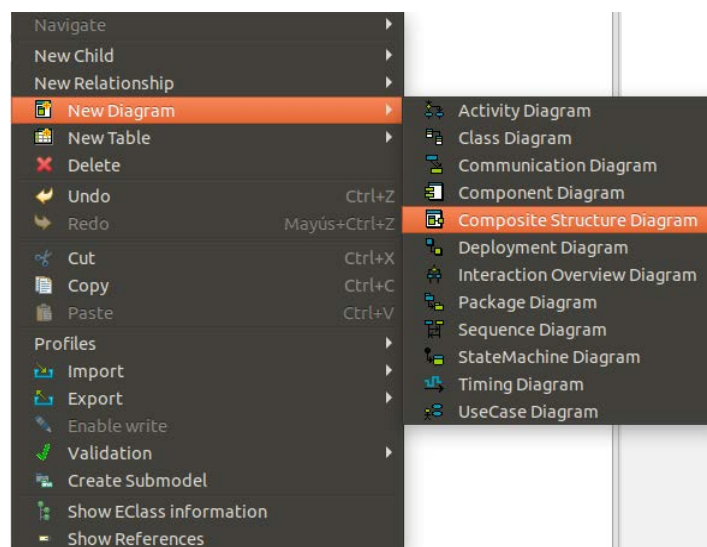 Navigate
New Child
New Relationship
New Diagram
New Table
Delete
Undo Ctrl+Z
Redo Mayús+Ctrl+Z
Cut Ctrl+X
Copy Ctrl+C
Paste Ctrl+V
Profiles
Import
Export
Enable write
Validation
Create Submodel
Show EClass information
Show References
Activity Diagram
Class Diagram
Communication Diagram
Component Diagram
Composite Structure Diagram
Deployment Diagram
Interaction Overview Diagram
Package Diagram
Sequence Diagram
StateMachine Diagram
Timing Diagram
UseCase Diagram